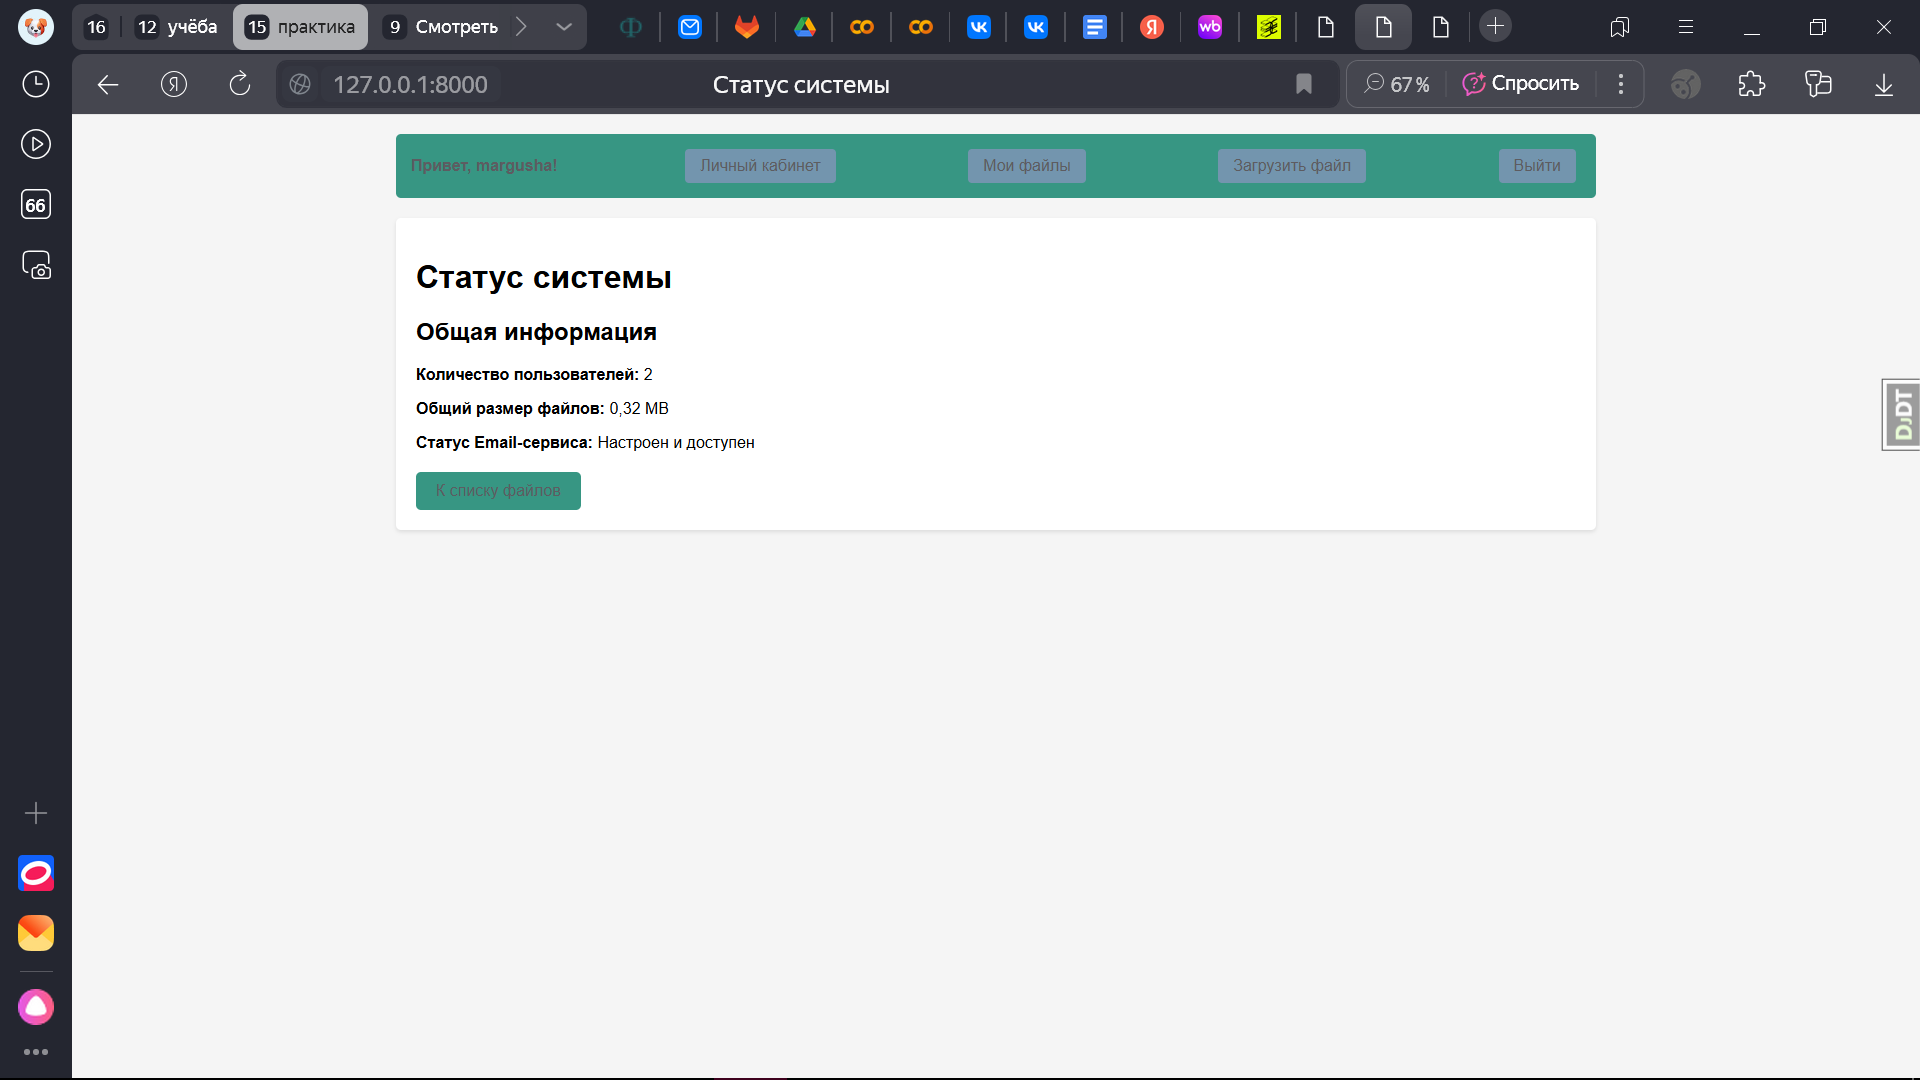 16 12 учёба 15 практика 9 Смотреть
wb
Я 127.0.0.1:8000 Статус системы 67 % Спросить
66
Привет, margusha! Личный кабинет Мои файлы Загрузить файл Выйти
Статус системы
Общая информация
Количество пользователей: 2
Общий размер файлов: 0,32 MB
Статус Email-сервиса: Настроен и доступен
К списку файлов
DJDT